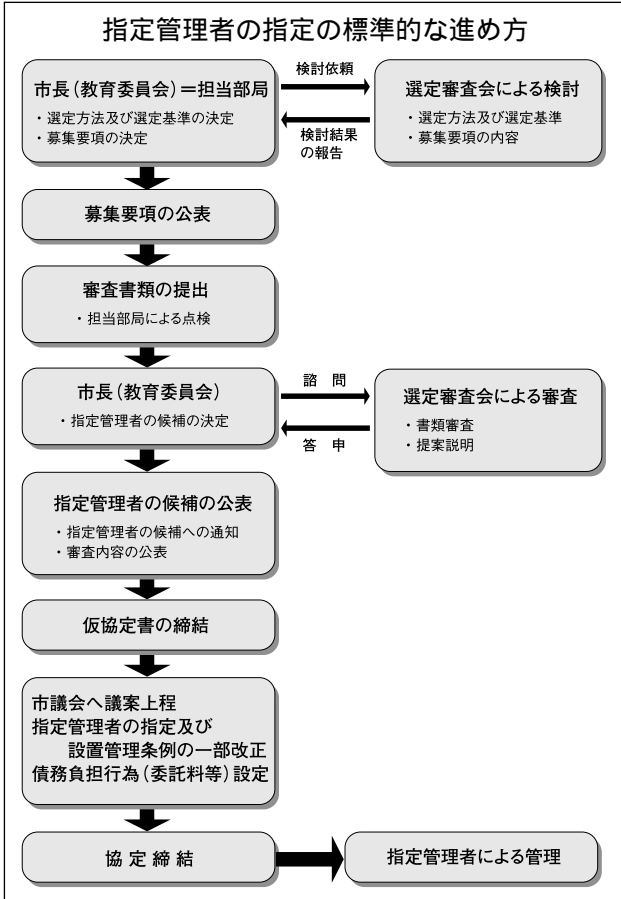 指定管理者の指定の標準的な進め方
市長（教育委員会）＝担当部局
・選定方法及び選定基準の決定
・募集要項の決定
検討依頼
検討結果
の報告
選定審査会による検討
・選定方法及び選定基準
・募集要項の内容
募集要項の公表
審査書類の提出
・担当部局による点検
市長（教育委員会）
・指定管理者の候補の決定
諮　問
答　申
選定審査会による審査
・書類審査
・提案説明
指定管理者の候補の公表
・指定管理者の候補への通知
・審査内容の公表
仮協定書の締結
市議会へ議案上程
指定管理者の指定及び
設置管理条例の一部改正
債務負担行為（委託料等）設定
協 定 締 結
指定管理者による管理